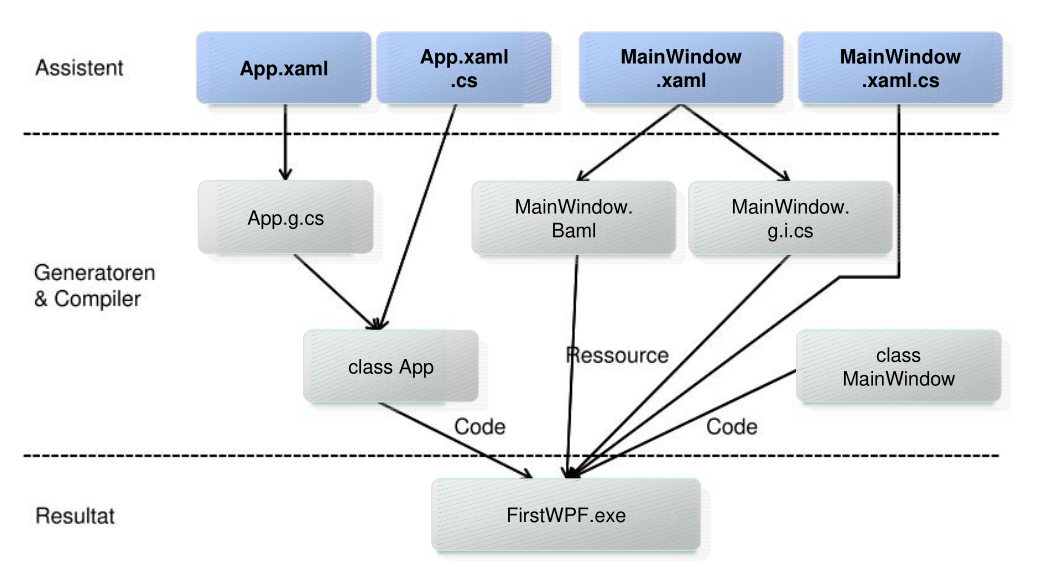 Assistent
App.xaml
App.xaml
.cs
MainWindow
.xaml
MainWindow
.xaml.cs
App.g.cs
MainWindow.
Baml
MainWindow.
g.i.cs
Generatoren
& Compiler
class App
Ressource
class
MainWindow
Code
Code
Resultat
FirstWPF.exe